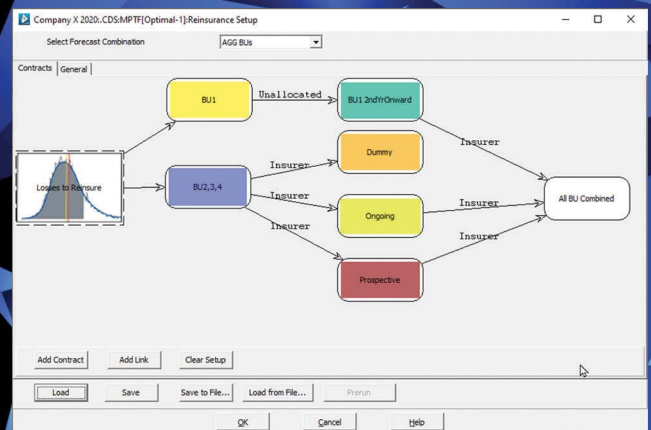 Company X 2020:.CDS:MPTF[Optimal-1]:Reinsurance Setup
Select Forecast Combination
AGG BUs
Contracts
General
BU1
Unallocated
BU1 2ndYrOnward
Insurer
Losses to Reinsure
BU2,3,4
Insurer
Dummy
Insurer
Ongoing
Insurer
All BU Combined
Insurer
Prospective
Insurer
Add Contract
Add Link
Clear Setup
Load
Save
Save to File...
Load from File...
Prerun
OK
Cancel
Help